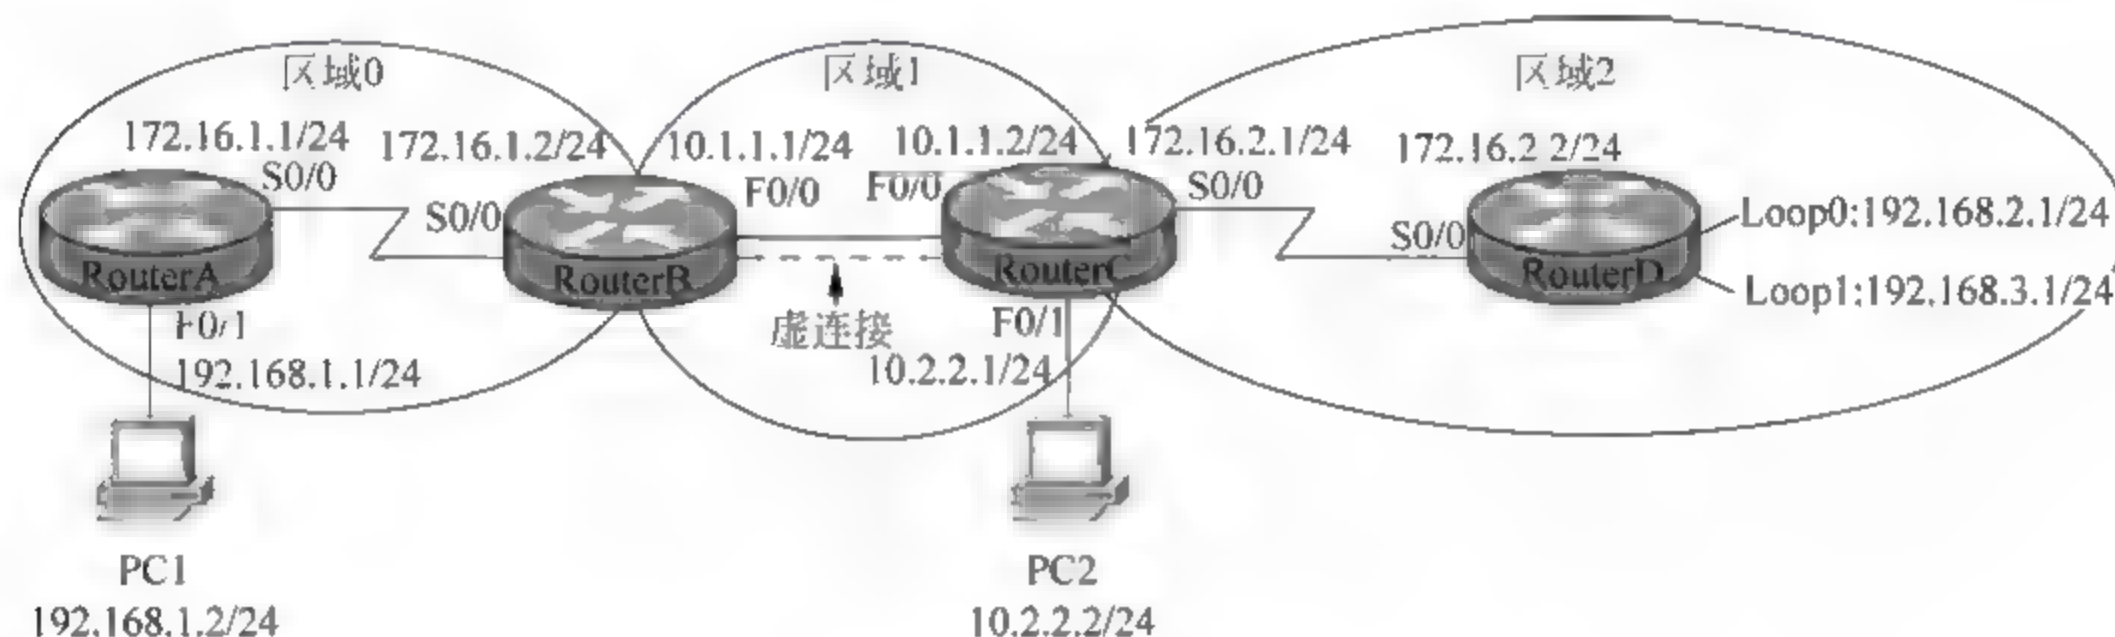 区域0
区域1
区域2
172.16.1.1/24
172.16.1.2/24
10.1.1.1/24
10.1.1.2/24
172.16.2.1/24
172.16.2 2/24
S0/0
S0/0
F0/0
F0/0
S0/0
S0/0
Loop0:192.168.2.1/24
Loop1:192.168.3.1/24
RouterA
RouterB
RouterC
RouterD
虚连接
F0/1
192.168.1.1/24
F0/1
10.2.2.1/24
PC1
192.168.1.2/24
PC2
10.2.2.2/24